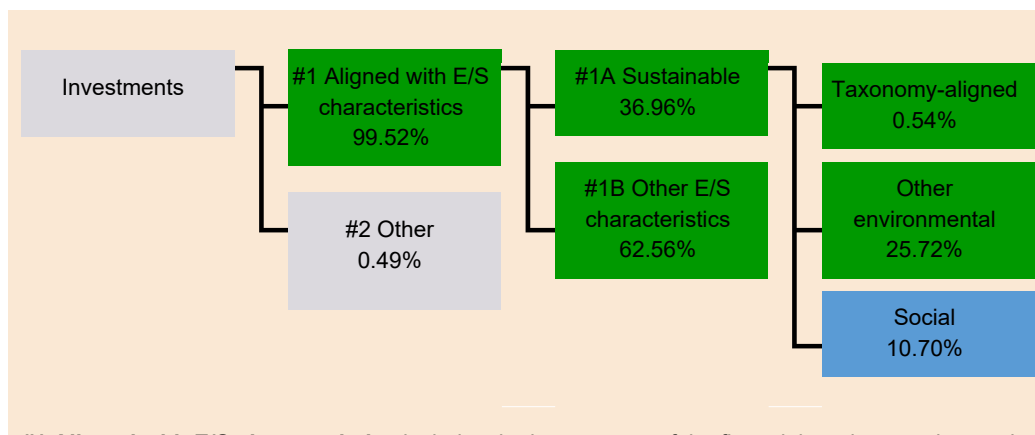 Investments
#1 Aligned with E/S
characteristics
99.52%
#2 Other
0.49%
#1A Sustainable
36.96%
#1B Other E/S
characteristics
62.56%
Taxonomy-aligned
0.54%
Other
environmental
25.72%
Social
10.70%